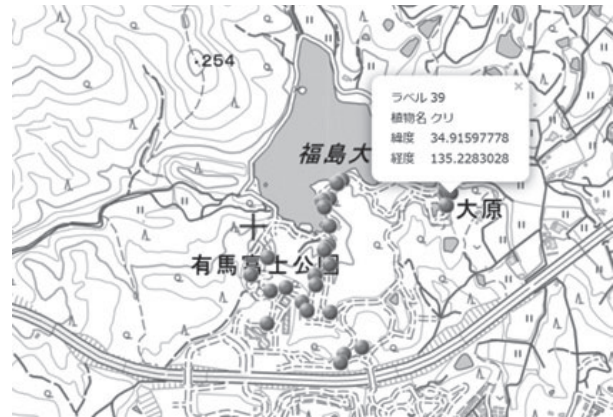 254
×
ラベル 39
植物名 クリ
緯度 34.91597778
経度 135.2283028
福島大
大原
有馬富士公園